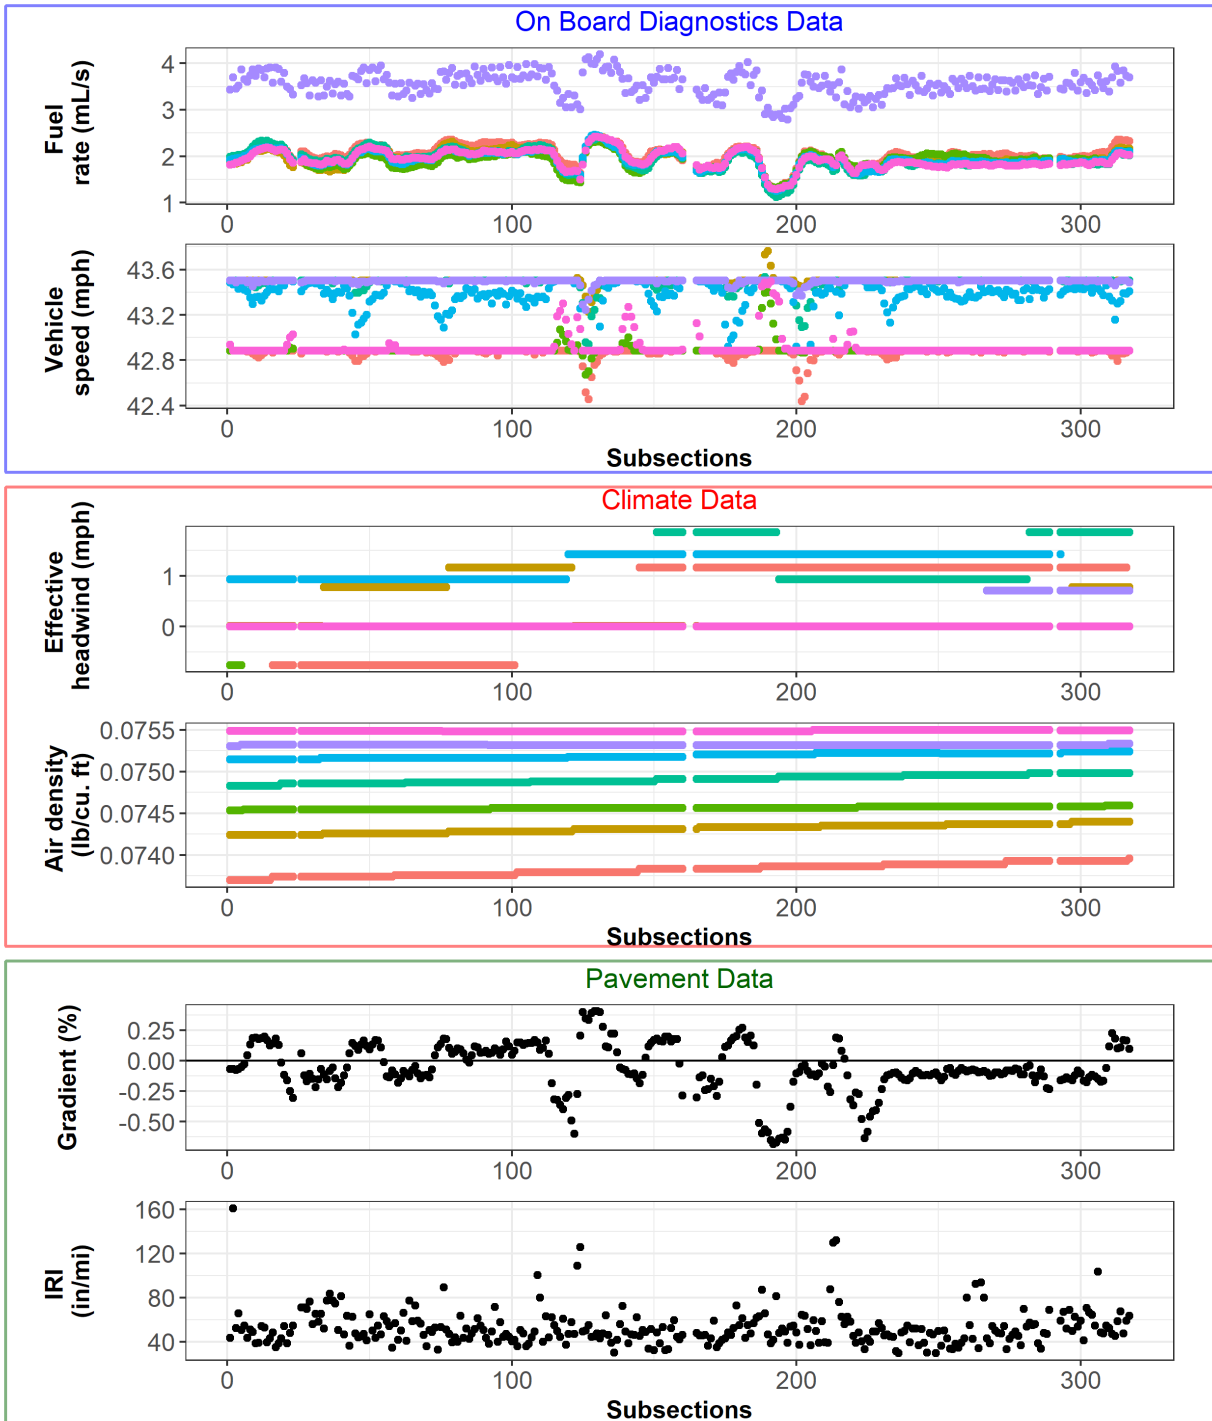 On Board Diagnostics Data
Fuel
rate (mL/s)
4
3
2
1
0 100 200 300
Vehicle
speed (mph)
43.6
43.2
42.8
42.4
0 100 200 300
Subsections
Climate Data
Effective
headwind (mph)
1
0
0 100 200 300
Air density
(lb/cu. ft)
0.0755
0.0750
0.0745
0.0740
0 100 200 300
Subsections
Pavement Data
Gradient (%)
0.25
0.00
-0.25
-0.50
0 100 200 300
IRI
(in/mi)
160
120
80
40
0 100 200 300
Subsections